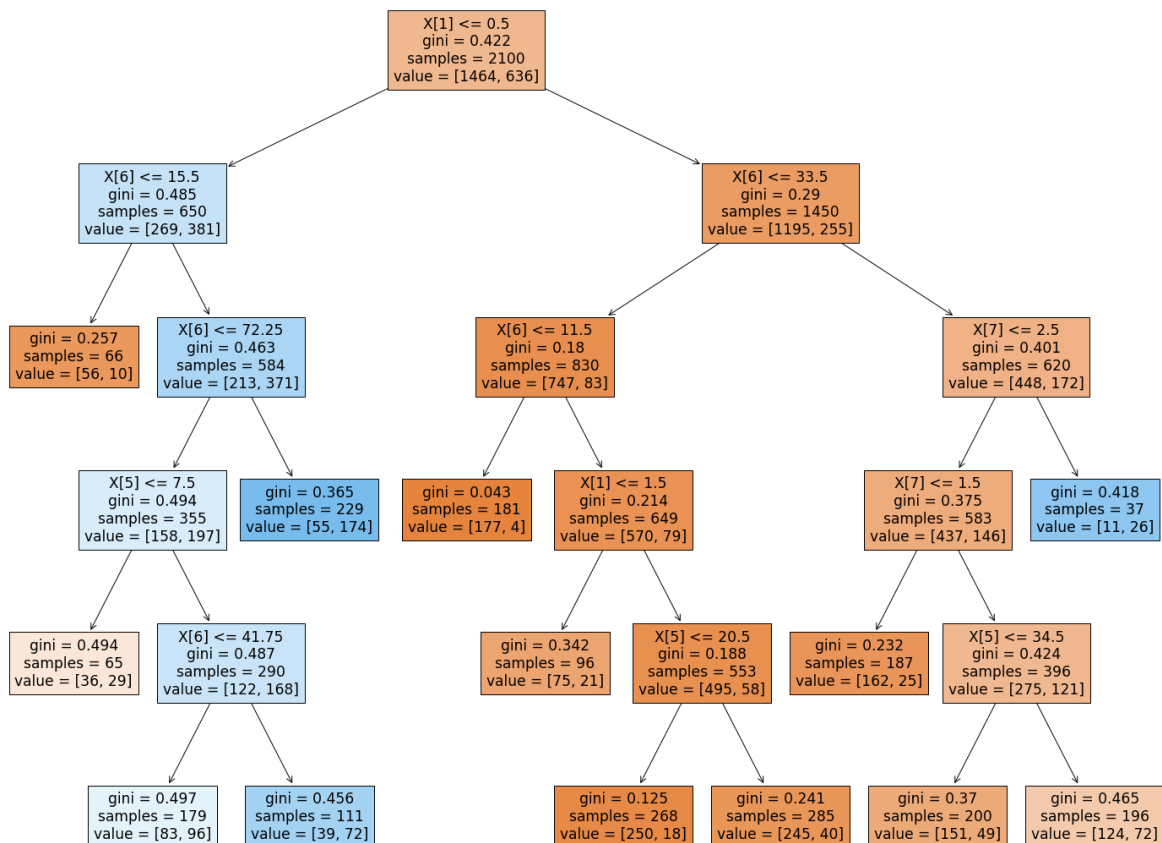 X[1] <= 0.5
gini = 0.422
samples = 2100
value = [1464, 636]
X[6] <= 15.5
gini = 0.485
samples = 650
value = [269, 381]
X[6] <= 33.5
gini = 0.29
samples = 1450
value = [1195, 255]
gini = 0.257
samples = 66
value = [56, 10]
X[6] <= 72.25
gini = 0.463
samples = 584
value = [213, 371]
X[6] <= 11.5
gini = 0.18
samples = 830
value = [747, 83]
X[7] <= 2.5
gini = 0.401
samples = 620
value = [448, 172]
X[5] <= 7.5
gini = 0.494
samples = 355
value = [158, 197]
gini = 0.365
samples = 229
value = [55, 174]
gini = 0.043
samples = 181
value = [177, 4]
X[1] <= 1.5
gini = 0.214
samples = 649
value = [570, 79]
X[7] <= 1.5
gini = 0.375
samples = 583
value = [437, 146]
gini = 0.418
samples = 37
value = [11, 26]
gini = 0.494
samples = 65
value = [36, 29]
X[6] <= 41.75
gini = 0.487
samples = 290
value = [122, 168]
gini = 0.342
samples = 96
value = [75, 21]
X[5] <= 20.5
gini = 0.188
samples = 553
value = [495, 58]
gini = 0.232
samples = 187
value = [162, 25]
X[5] <= 34.5
gini = 0.424
samples = 396
value = [275, 121]
gini = 0.497
samples = 179
value = [83, 96]
gini = 0.456
samples = 111
value = [39, 72]
gini = 0.125
samples = 268
value = [250, 18]
gini = 0.241
samples = 285
value = [245, 40]
gini = 0.37
samples = 200
value = [151, 49]
gini = 0.465
samples = 196
value = [124, 72]